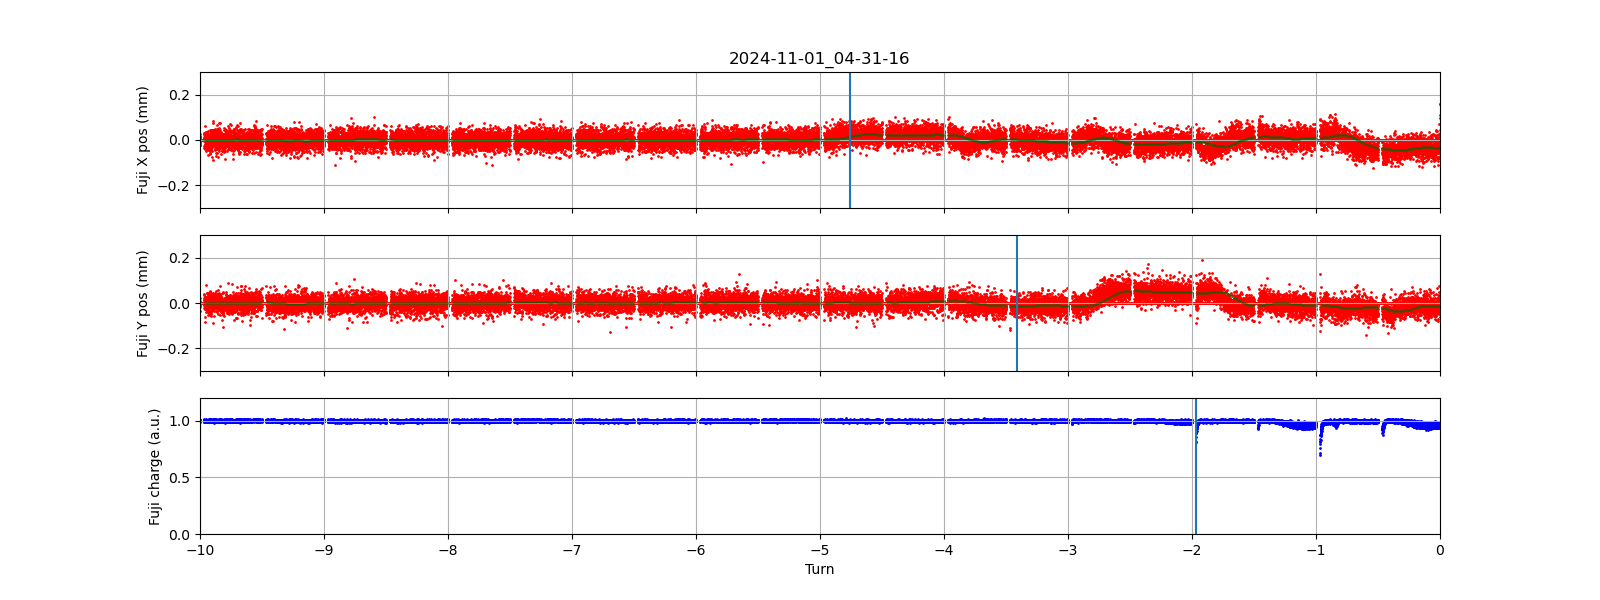 2024-11-01_04-31-16
Fuji X pos (mm)
0.2
0.0
−0.2
Fuji Y pos (mm)
0.2
0.0
−0.2
Fuji charge (a.u.)
1.0
0.5
0.0
−10 −9 −8 −7 −6 −5 −4 −3 −2 −1 0
Turn